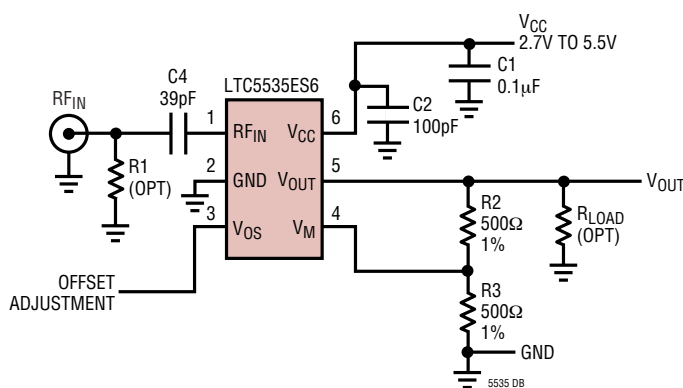 V_CC
2.7V TO 5.5V
C1
0.1µF
C4
39pF
LTC5535ES6
RF_IN
C2
100pF
1
RF_IN
V_CC
6
R1
(OPT)
2
GND
V_OUT
5
V_OUT
3
V_OS
V_M
4
R2
500Ω
1%
R_LOAD
(OPT)
OFFSET
ADJUSTMENT
R3
500Ω
1%
GND
5535 DB